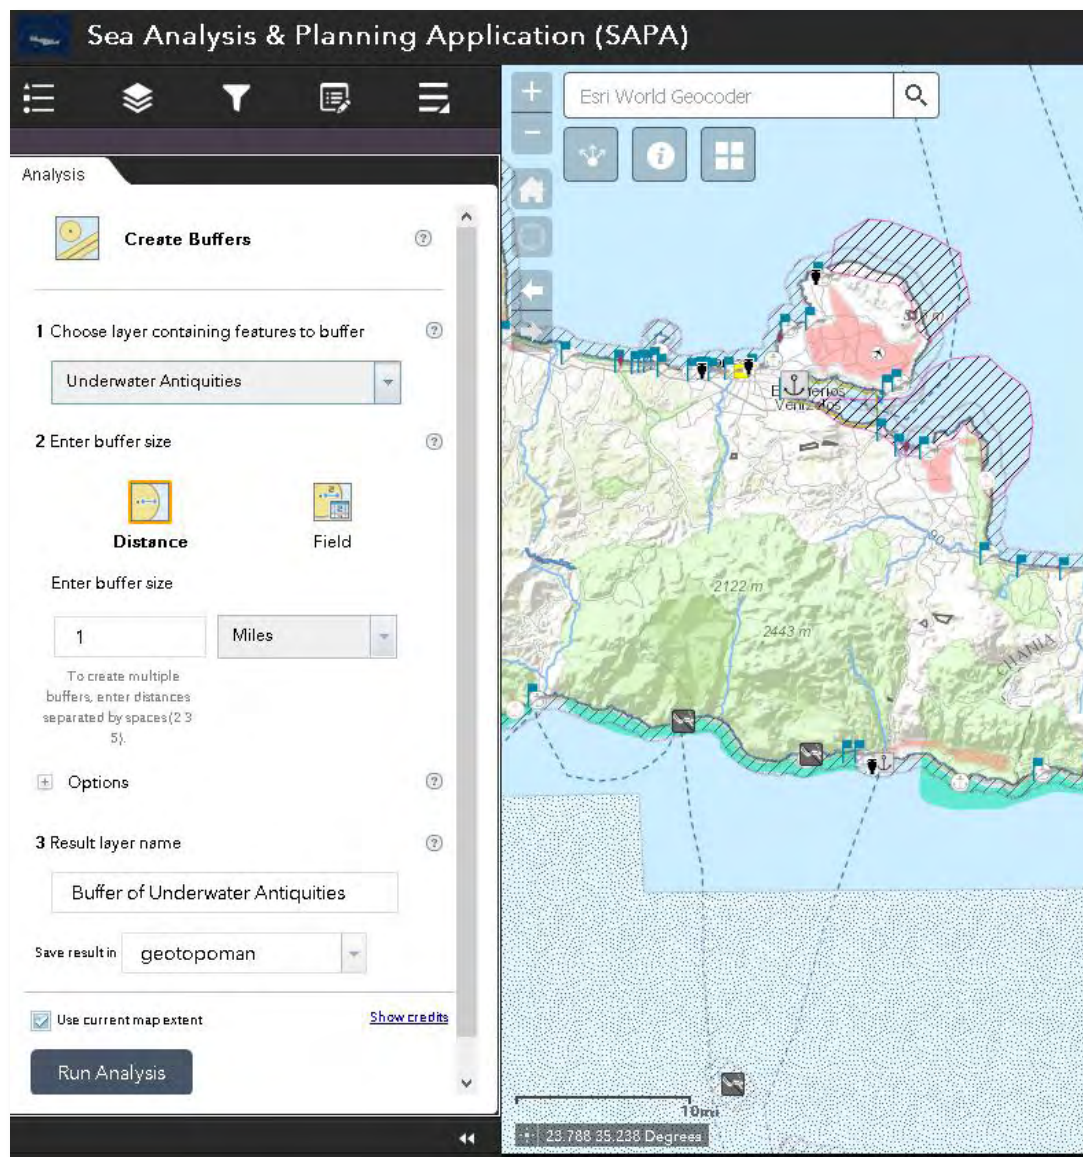 Sea Analysis & Planning Application (SAPA)
Esri World Geocoder
Analysis
Create Buffers
1 Choose layer containing features to buffer
Underwater Antiquities
2 Enter buffer size
Distance
Field
Enter buffer size
1
Miles
To create multiple
buffers, enter distances
separated by spaces (2 3
5).
Options
3 Result layer name
Buffer of Underwater Antiquities
Save result in
geotopoman
Use current map extent
Show credits
Run Analysis
Venizelos
2122 m
2443 m
90
CHANIA
10mi
23.788 35.238 Degrees